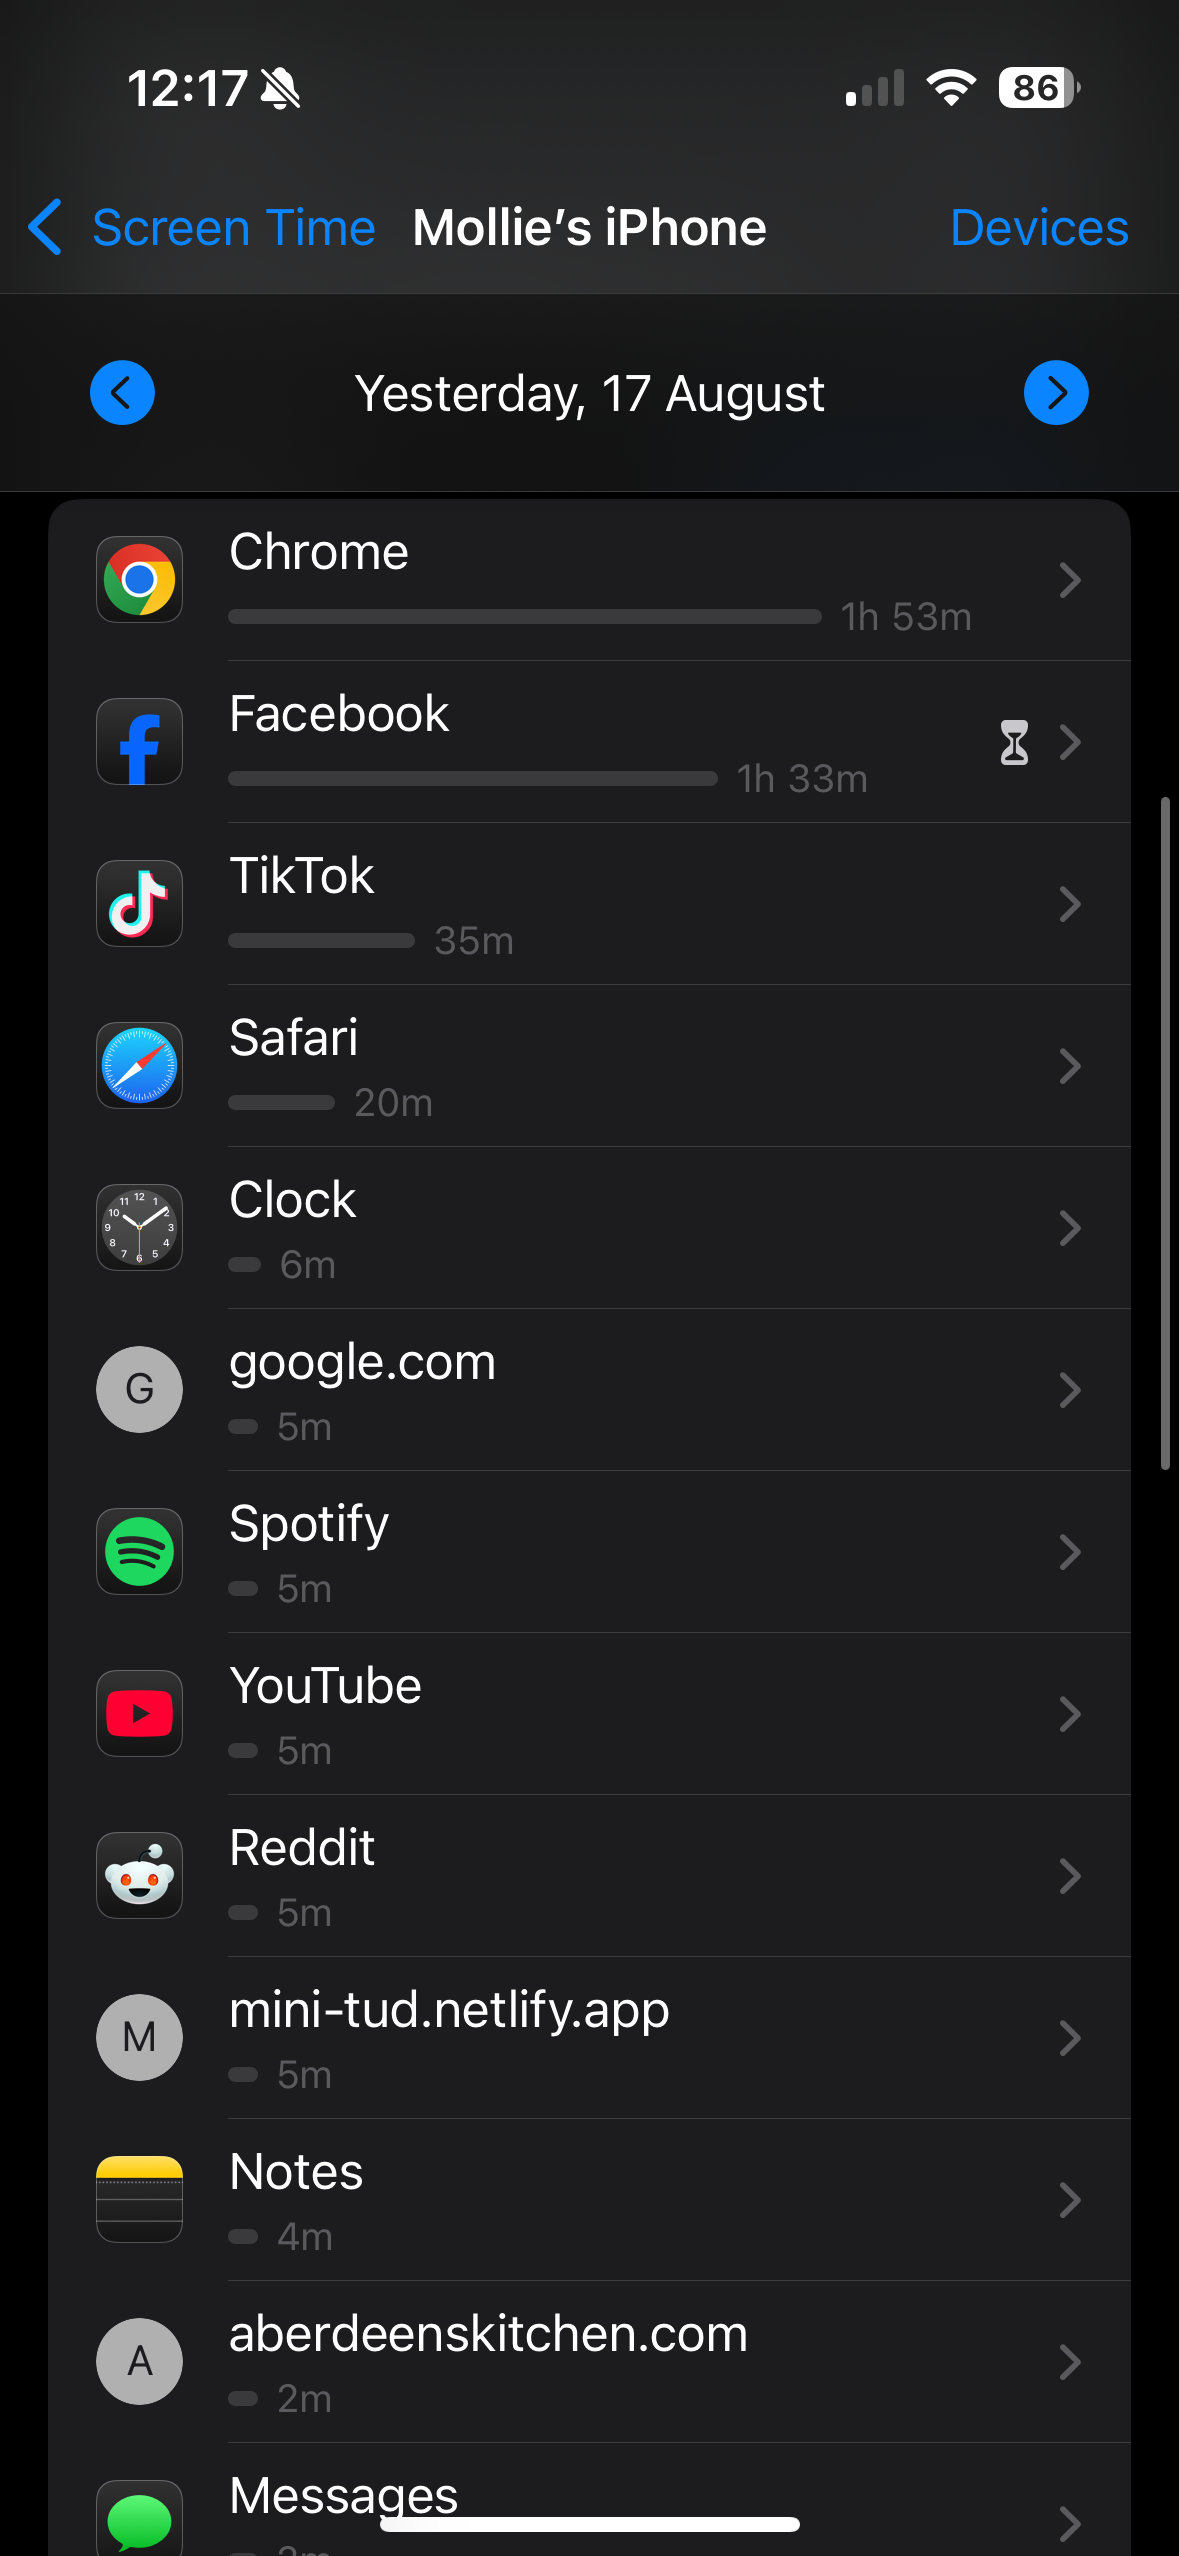 12:17
86
Screen Time Mollie’s iPhone Devices
Yesterday, 17 August
Chrome
1h 53m
Facebook
1h 33m
TikTok
35m
Safari
20m
Clock
6m
G
google.com
5m
Spotify
5m
YouTube
5m
Reddit
5m
M
mini-tud.netlify.app
5m
Notes
4m
A
aberdeenskitchen.com
2m
Messages